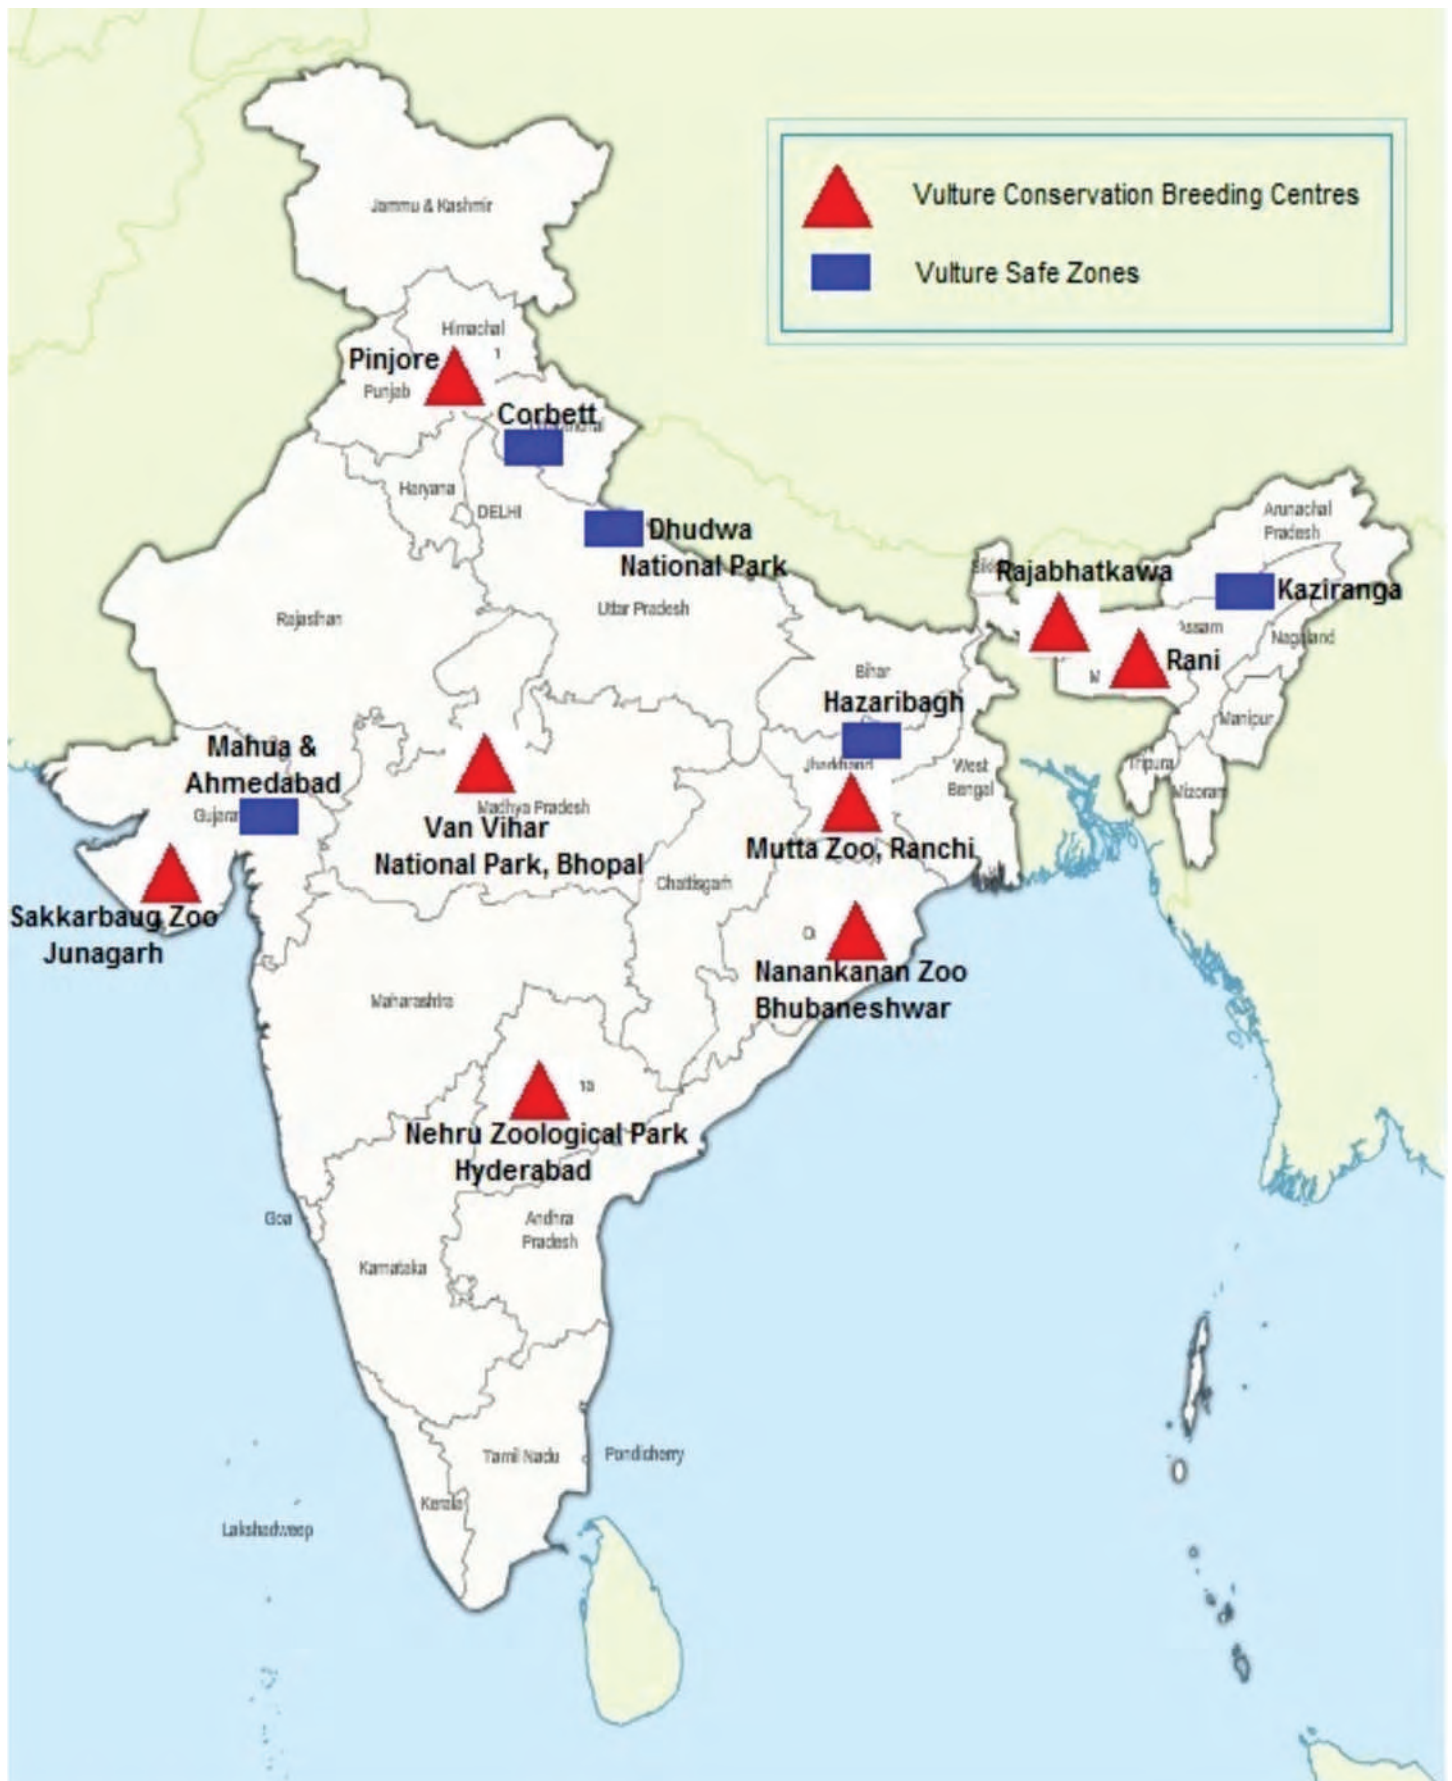 Vulture Conservation Breeding Centres
Vulture Safe Zones
Jammu & Kashmir
Himachal
1
Pinjore
Punjab
Corbett
Haryana
DELHI
Dhudwa
National Park
Arunachal
Pradesh
Rajabhatkawa
Kaziranga
Rajasthan
Uttar Pradesh
Assam
Nagaland
Rani
M
Bihar
Hazaribagh
Manipur
Mahua &
Ahmedabad
Jharkhand
West
Bengal
Tripura
Mizoram
Gujarat
Madhya Pradesh
Van Vihar
National Park, Bhopal
Mutta Zoo, Ranchi
Chattisgarh
Sakkarbaug Zoo
Junagarh
Nanankanan Zoo
Bhubaneshwar
Maharashtra
Nehru Zoological Park
Hyderabad
Goa
Andhra
Pradesh
Karnataka
Tamil Nadu
Pondicherry
Kerala
Lakshadweep